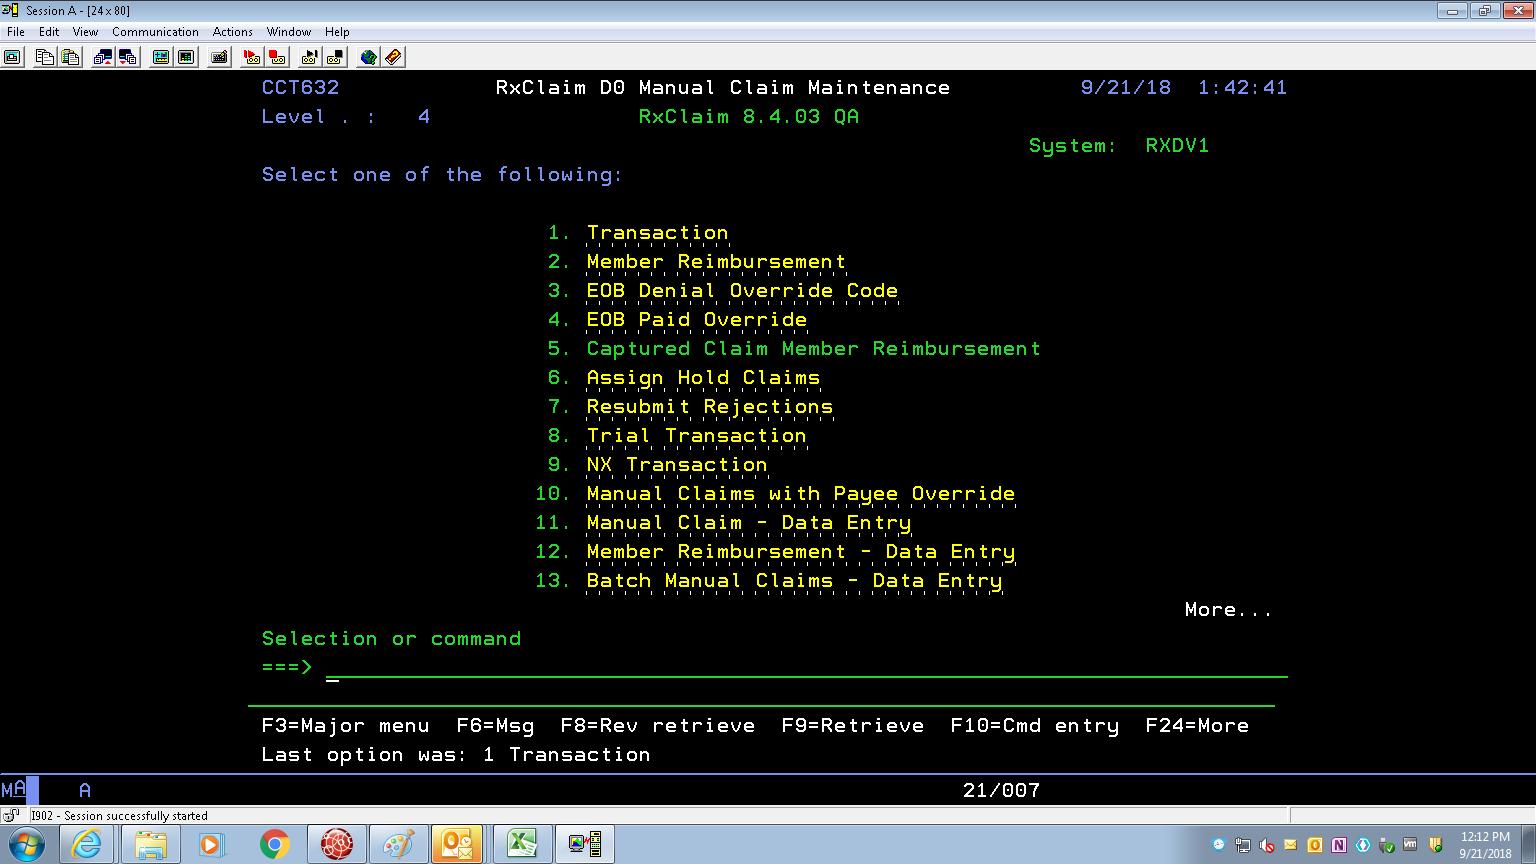 Session A - [24 x 80]
File Edit View Communication Actions Window Help
CCT632 RxClaim D0 Manual Claim Maintenance 9/21/18 1:42:41
Level . : 4 RxClaim 8.4.03 QA
System: RXDV1
Select one of the following:
1. Transaction
2. Member Reimbursement
3. EOB Denial Override Code
4. EOB Paid Override
5. Captured Claim Member Reimbursement
6. Assign Hold Claims
7. Resubmit Rejections
8. Trial Transaction
9. NX Transaction
10. Manual Claims with Payee Override
11. Manual Claim - Data Entry
12. Member Reimbursement - Data Entry
13. Batch Manual Claims - Data Entry
More...
Selection or command
===>
F3=Major menu F6=Msg F8=Rev retrieve F9=Retrieve F10=Cmd entry F24=More
Last option was: 1 Transaction
MA A 21/007
I902 - Session successfully started
12:12 PM
9/21/2018